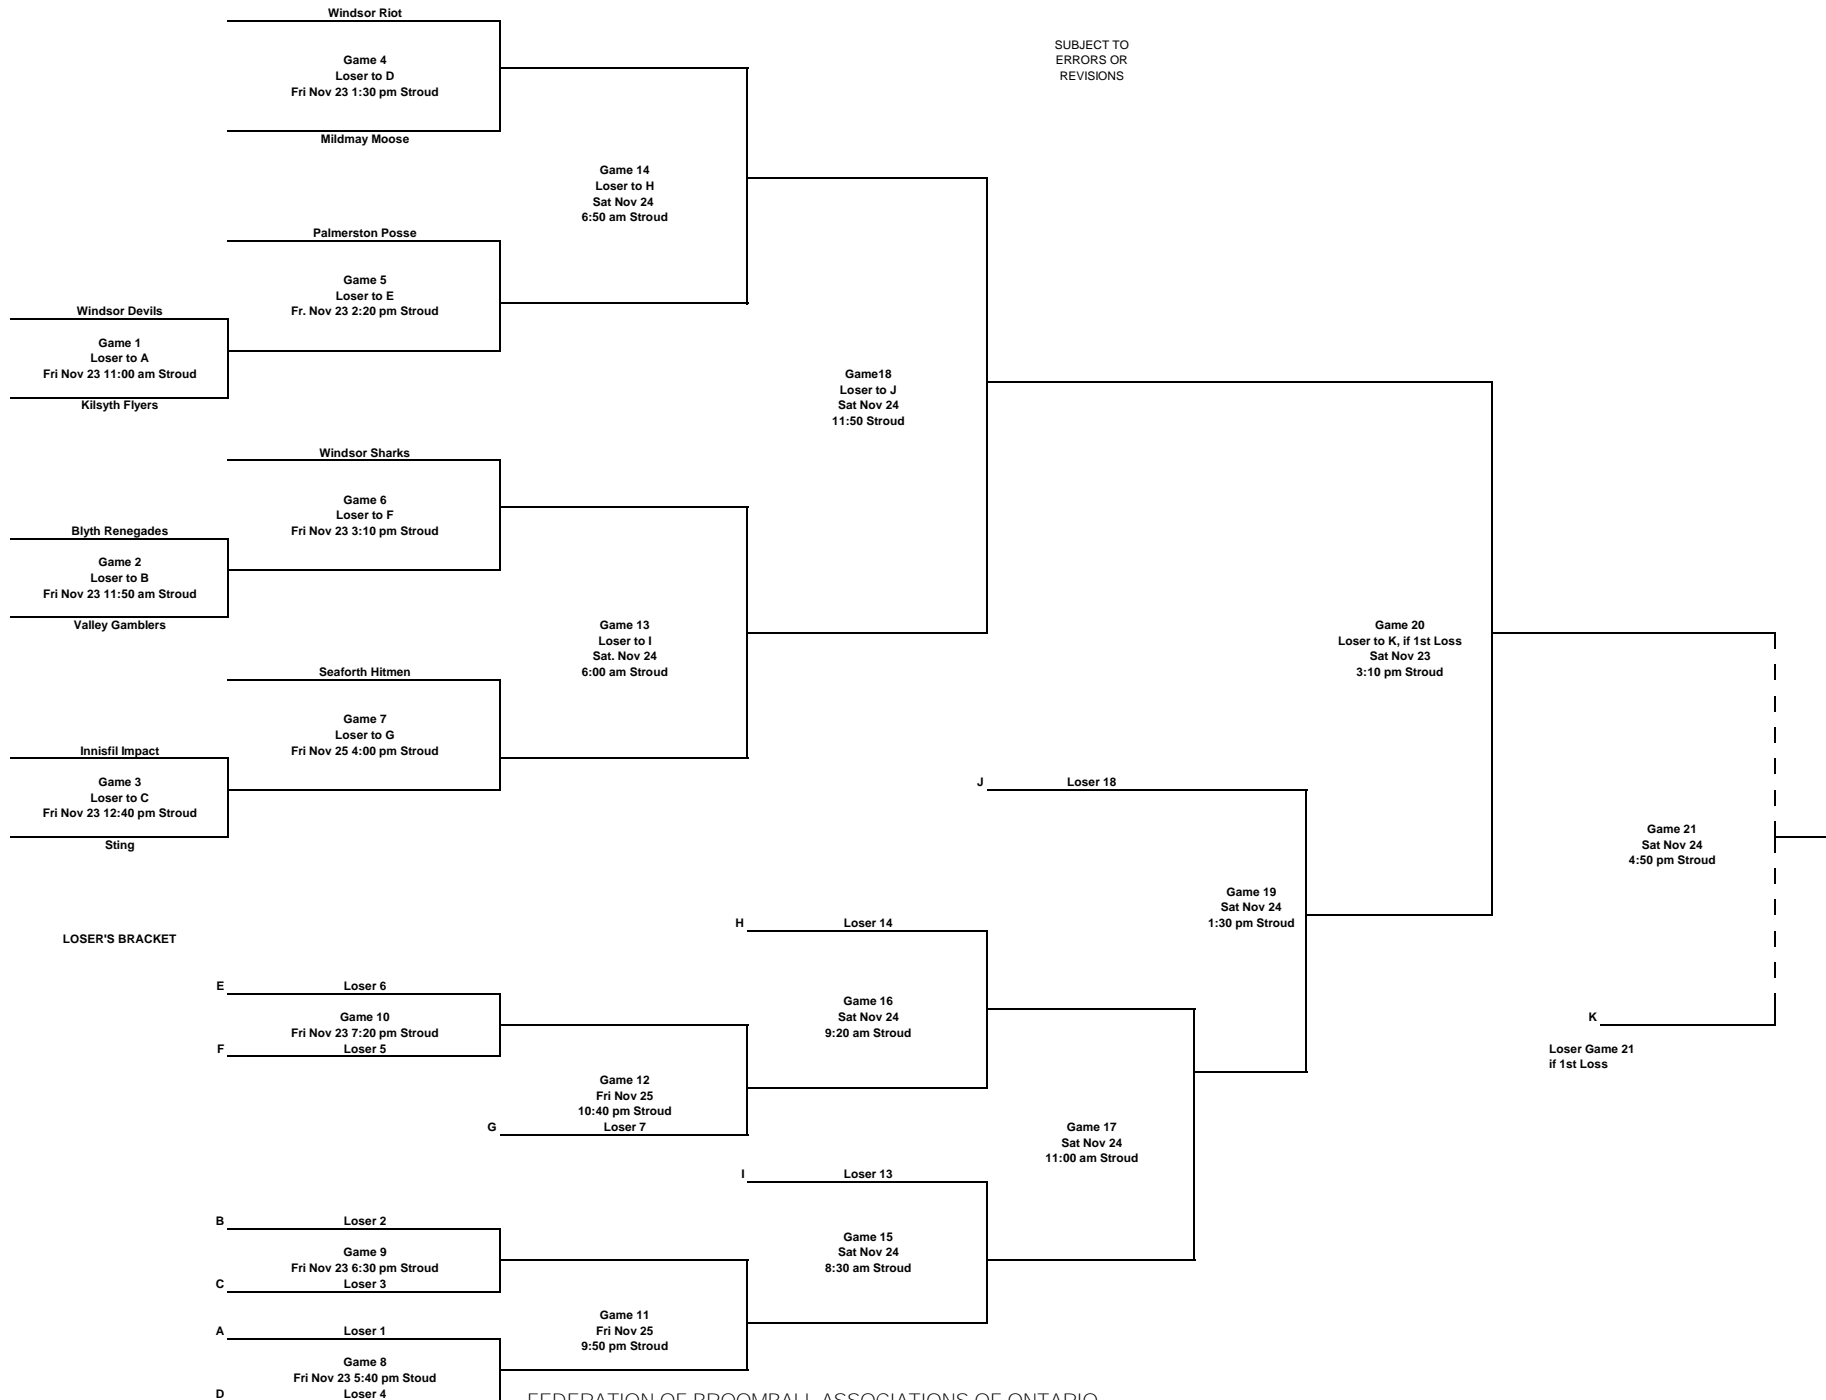 Windsor Riot
Game 4
Loser to D
Fri Nov 23 1:30 pm Stroud
Mildmay Moose
SUBJECT TO
ERRORS OR
REVISIONS
Game 14
Loser to H
Sat Nov 24
6:50 am Stroud
Palmerston Posse
Game 5
Loser to E
Fr. Nov 23 2:20 pm Stroud
Windsor Devils
Game 1
Loser to A
Fri Nov 23 11:00 am Stroud
Kilsyth Flyers
Game18
Loser to J
Sat Nov 24
11:50 Stroud
Windsor Sharks
Game 6
Loser to F
Fri Nov 23 3:10 pm Stroud
Blyth Renegades
Game 2
Loser to B
Fri Nov 23 11:50 am Stroud
Valley Gamblers
Game 13
Loser to I
Sat. Nov 24
6:00 am Stroud
Game 20
Loser to K, if 1st Loss
Sat Nov 23
3:10 pm Stroud
Seaforth Hitmen
Game 7
Loser to G
Fri Nov 25 4:00 pm Stroud
Innisfil Impact
Game 3
Loser to C
Fri Nov 23 12:40 pm Stroud
Sting
J Loser 18
Game 21
Sat Nov 24
4:50 pm Stroud
Game 19
Sat Nov 24
1:30 pm Stroud
LOSER'S BRACKET
H Loser 14
E Loser 6
Game 10
Fri Nov 23 7:20 pm Stroud
F Loser 5
Game 16
Sat Nov 24
9:20 am Stroud
K
Loser Game 21
if 1st Loss
Game 12
Fri Nov 25
10:40 pm Stroud
G Loser 7
Game 17
Sat Nov 24
11:00 am Stroud
I Loser 13
B Loser 2
Game 9
Fri Nov 23 6:30 pm Stroud
C Loser 3
Game 15
Sat Nov 24
8:30 am Stroud
Game 11
Fri Nov 25
9:50 pm Stroud
A Loser 1
Game 8
Fri Nov 23 5:40 pm Stoud
D Loser 4
FEDERATION OF BROOMBALL ASSOCIATIONS OF ONTARIO